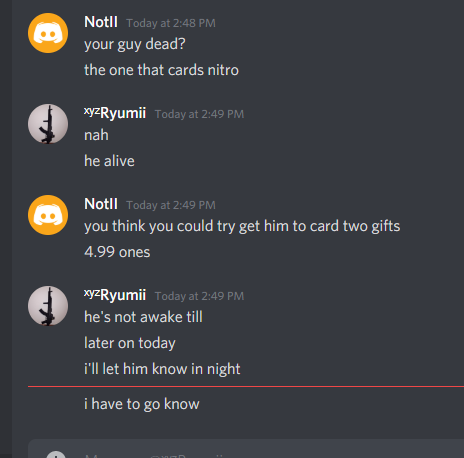 NotII Today at 2:48 PM
your guy dead?
the one that cards nitro
xyzRyumii Today at 2:49 PM
nah
he alive
NotII Today at 2:49 PM
you think you could try get him to card two gifts
4.99 ones
xyzRyumii Today at 2:49 PM
he's not awake till
later on today
i'll let him know in night
i have to go know